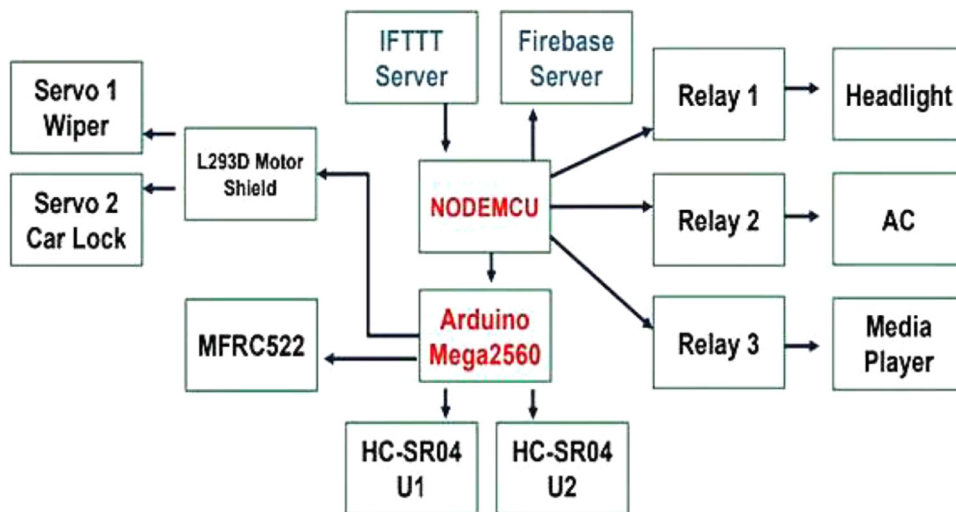 IFTTT
Server
Firebase
Server
Servo 1
Wiper
Relay 1
Headlight
L293D Motor
Shield
Servo 2
Car Lock
NODEMCU
Relay 2
AC
MFRC522
Arduino
Mega2560
Relay 3
Media
Player
HC-SR04
U1
HC-SR04
U2